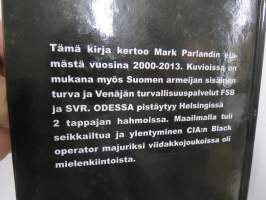 Tämä kirja kertoo Mark Parlandin elä-
mästä vuosina 2000-2013. Kuvioissa on
mukana myös Suomen armeijan sisäinen
turva ja Venäjän turvallisuuspalvelut FSB
ja SVR. ODESSA pistäytyy Helsingissä
2 tappajan hahmoissa. Maailmalla tuli
seikkailtua ja ylentyminen CIA:n Black
operator majuriksi viidakkojoukoissa oli
mielenkiintoista.